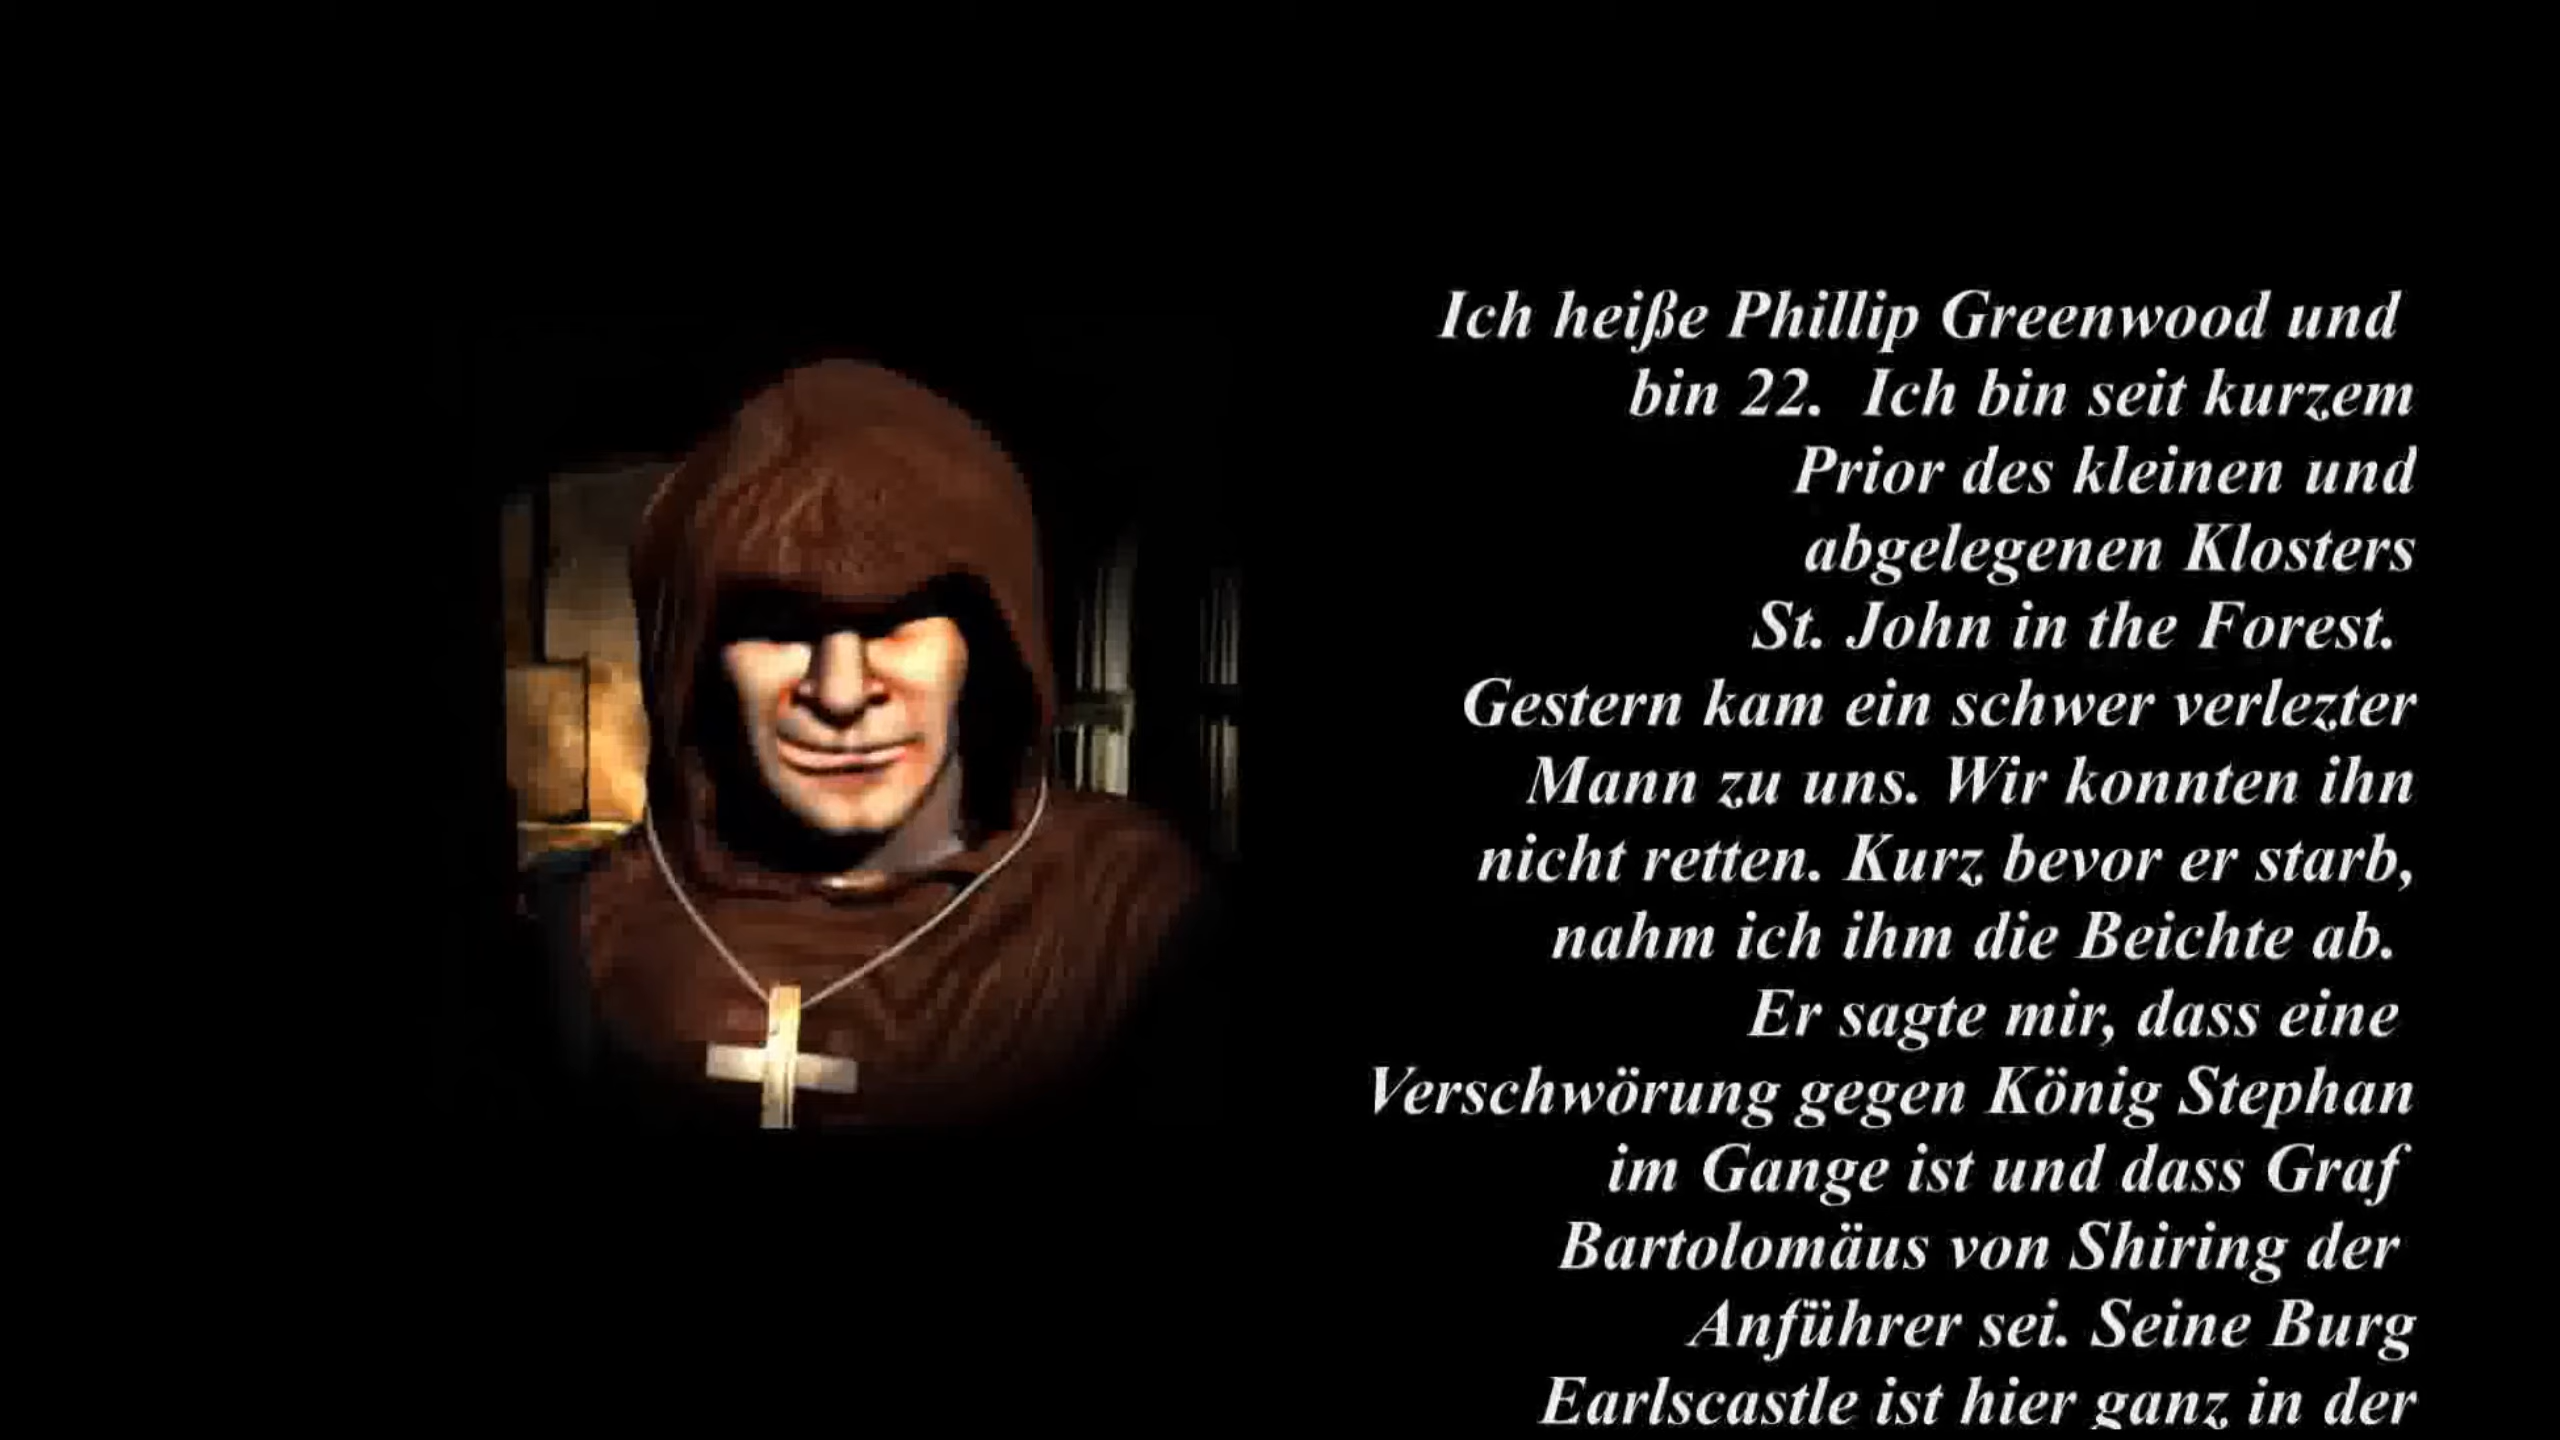 Ich heiße Phillip Greenwood und
bin 22. Ich bin seit kurzem
Prior des kleinen und
abgelegenen Klosters
St. John in the Forest.
Gestern kam ein schwer verlezter
Mann zu uns. Wir konnten ihn
nicht retten. Kurz bevor er starb,
nahm ich ihm die Beichte ab.
Er sagte mir, dass eine
Verschwörung gegen König Stephan
im Gange ist und dass Graf
Bartolomäus von Shiring der
Anführer sei. Seine Burg
Earlscastle ist hier ganz in der